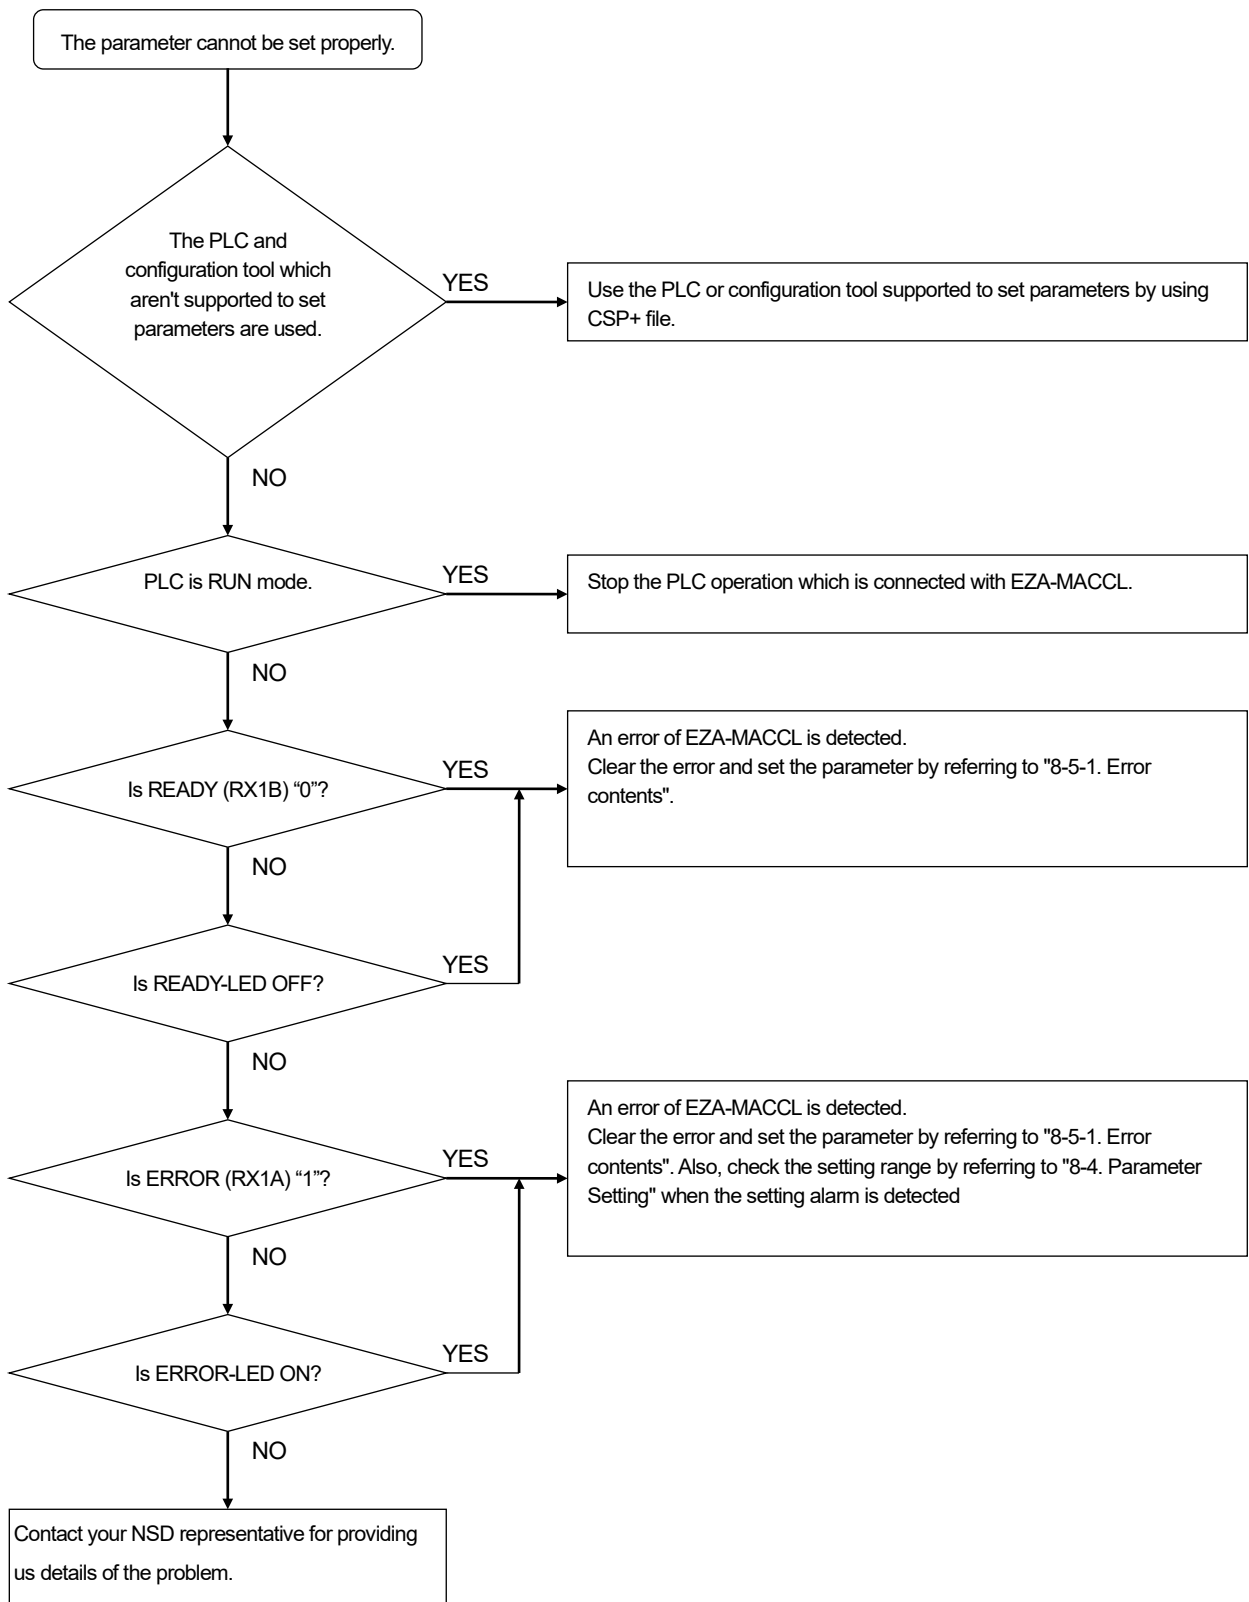 The parameter cannot be set properly.
The PLC and
configuration tool which
aren't supported to set
parameters are used.
YES
Use the PLC or configuration tool supported to set parameters by using
CSP+ file.
NO
PLC is RUN mode.
YES
Stop the PLC operation which is connected with EZA-MACCL.
NO
Is READY (RX1B) “0”?
YES
An error of EZA-MACCL is detected.
Clear the error and set the parameter by referring to "8-5-1. Error
contents".
NO
Is READY-LED OFF?
YES
NO
Is ERROR (RX1A) “1”?
YES
An error of EZA-MACCL is detected.
Clear the error and set the parameter by referring to "8-5-1. Error
contents". Also, check the setting range by referring to "8-4. Parameter
Setting" when the setting alarm is detected
NO
Is ERROR-LED ON?
YES
NO
Contact your NSD representative for providing
us details of the problem.